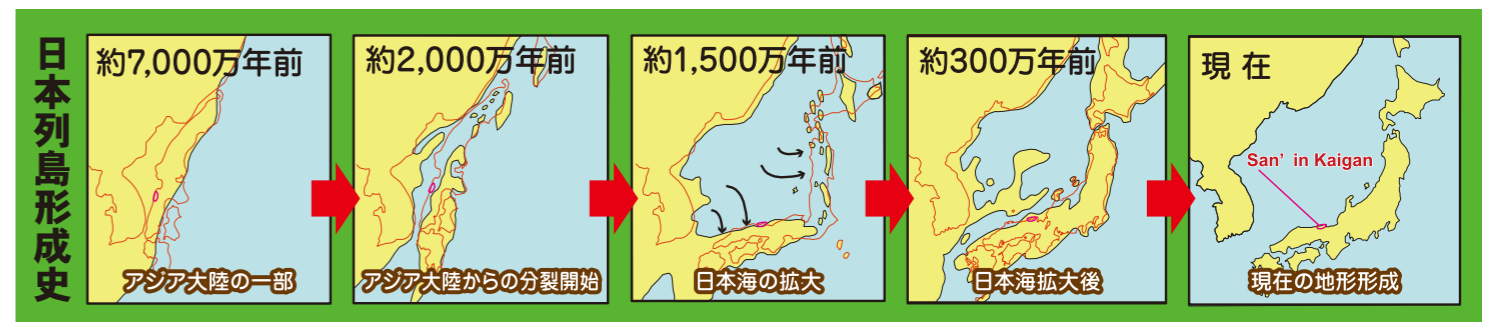 日本列島形成史
約7,000万年前
アジア大陸の一部
約2,000万年前
アジア大陸からの分裂開始
約1,500万年前
日本海の拡大
約300万年前
日本海拡大後
現 在
San' in Kaigan
現在の地形形成